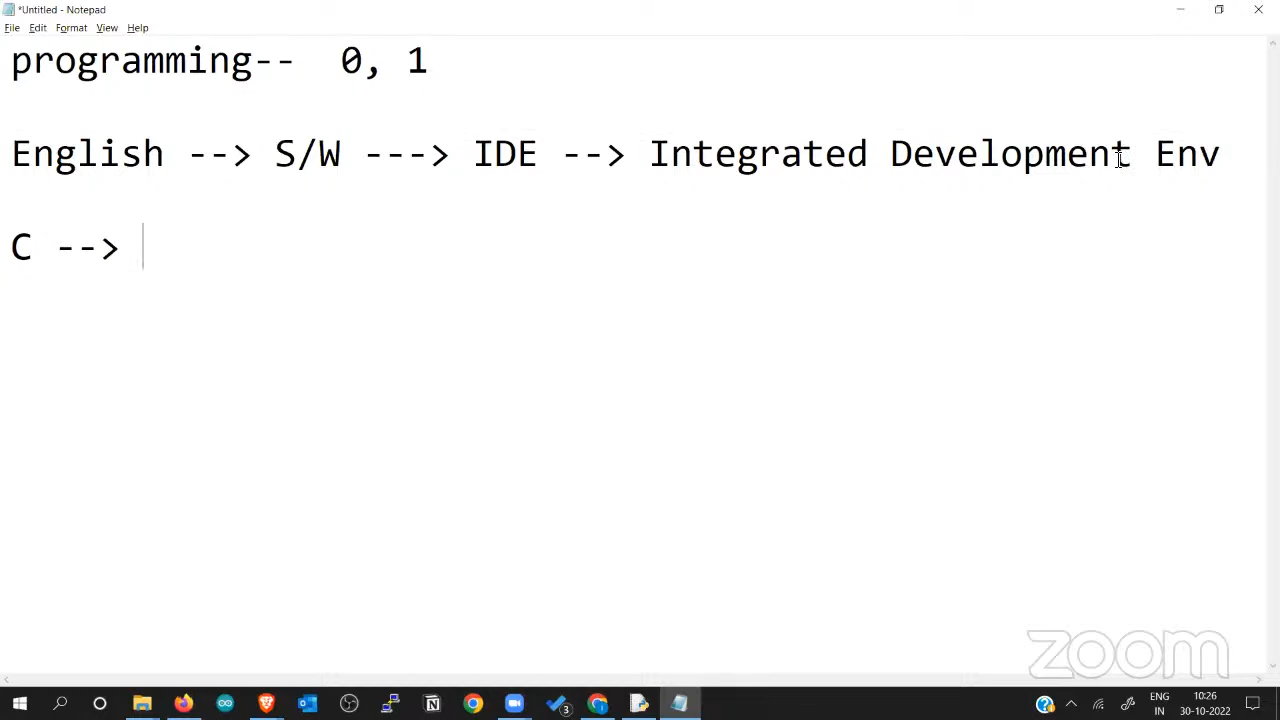 *Untitled - Notepad
File Edit Format View Help
programming-- 0, 1
English --> S/W ---> IDE --> Integrated Development Env
C -->
zoom
3
ENG
IN
10:26
30-10-2022